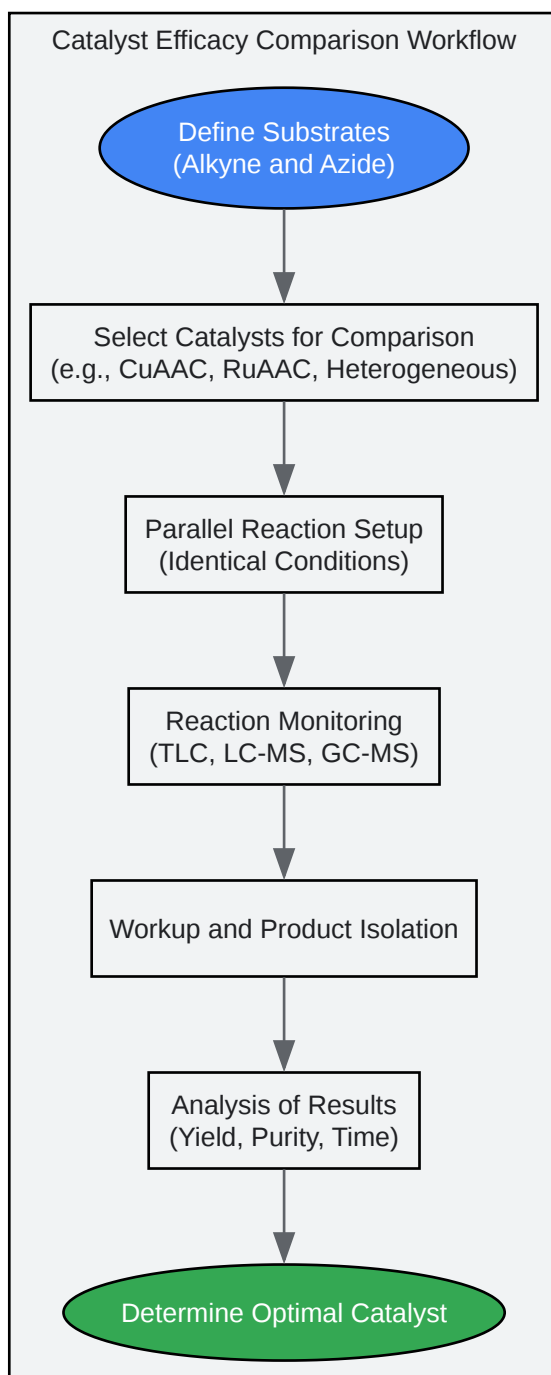 Catalyst Efficacy Comparison Workflow
Define Substrates
(Alkyne and Azide)
Select Catalysts for Comparison
(e.g., CuAAC, RuAAC, Heterogeneous)
Parallel Reaction Setup
(Identical Conditions)
Reaction Monitoring
(TLC, LC-MS, GC-MS)
Workup and Product Isolation
Analysis of Results
(Yield, Purity, Time)
Determine Optimal Catalyst